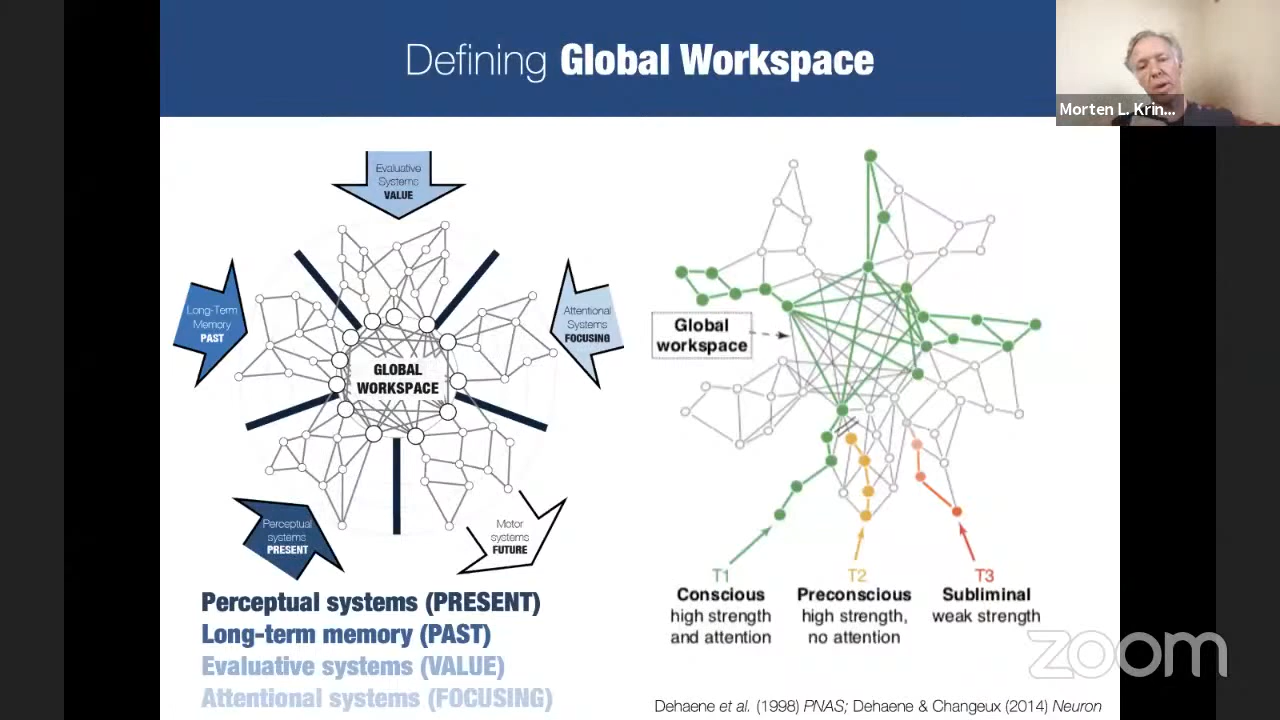 Defining Global Workspace
Morten L. Krin...
Evaluative
Systems
VALUE
Long-Term
Memory
PAST
Attentional
Systems
FOCUSING
GLOBAL
WORKSPACE
Perceptual
systems
PRESENT
Motor
systems
FUTURE
Perceptual systems (PRESENT)
Long-term memory (PAST)
Evaluative systems (VALUE)
Attentional systems (FOCUSING)
Global
workspace
T1
Conscious
high strength
and attention
T2
Preconscious
high strength,
no attention
T3
Subliminal
weak strength
Dehaene et al. (1998) PNAS; Dehaene & Changeux (2014) Neuron
zoom